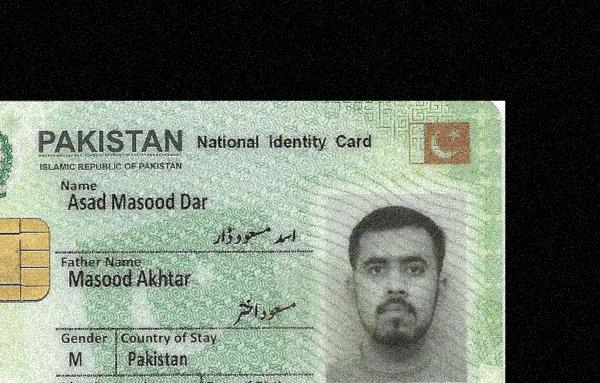 PAKISTAN National Identity Card
ISLAMIC REPUBLIC OF PAKISTAN
Name
Asad Masood Dar
اسد مسعود ڈار
Father Name
Masood Akhtar
مسعود اختر
Gender Country of Stay
M Pakistan